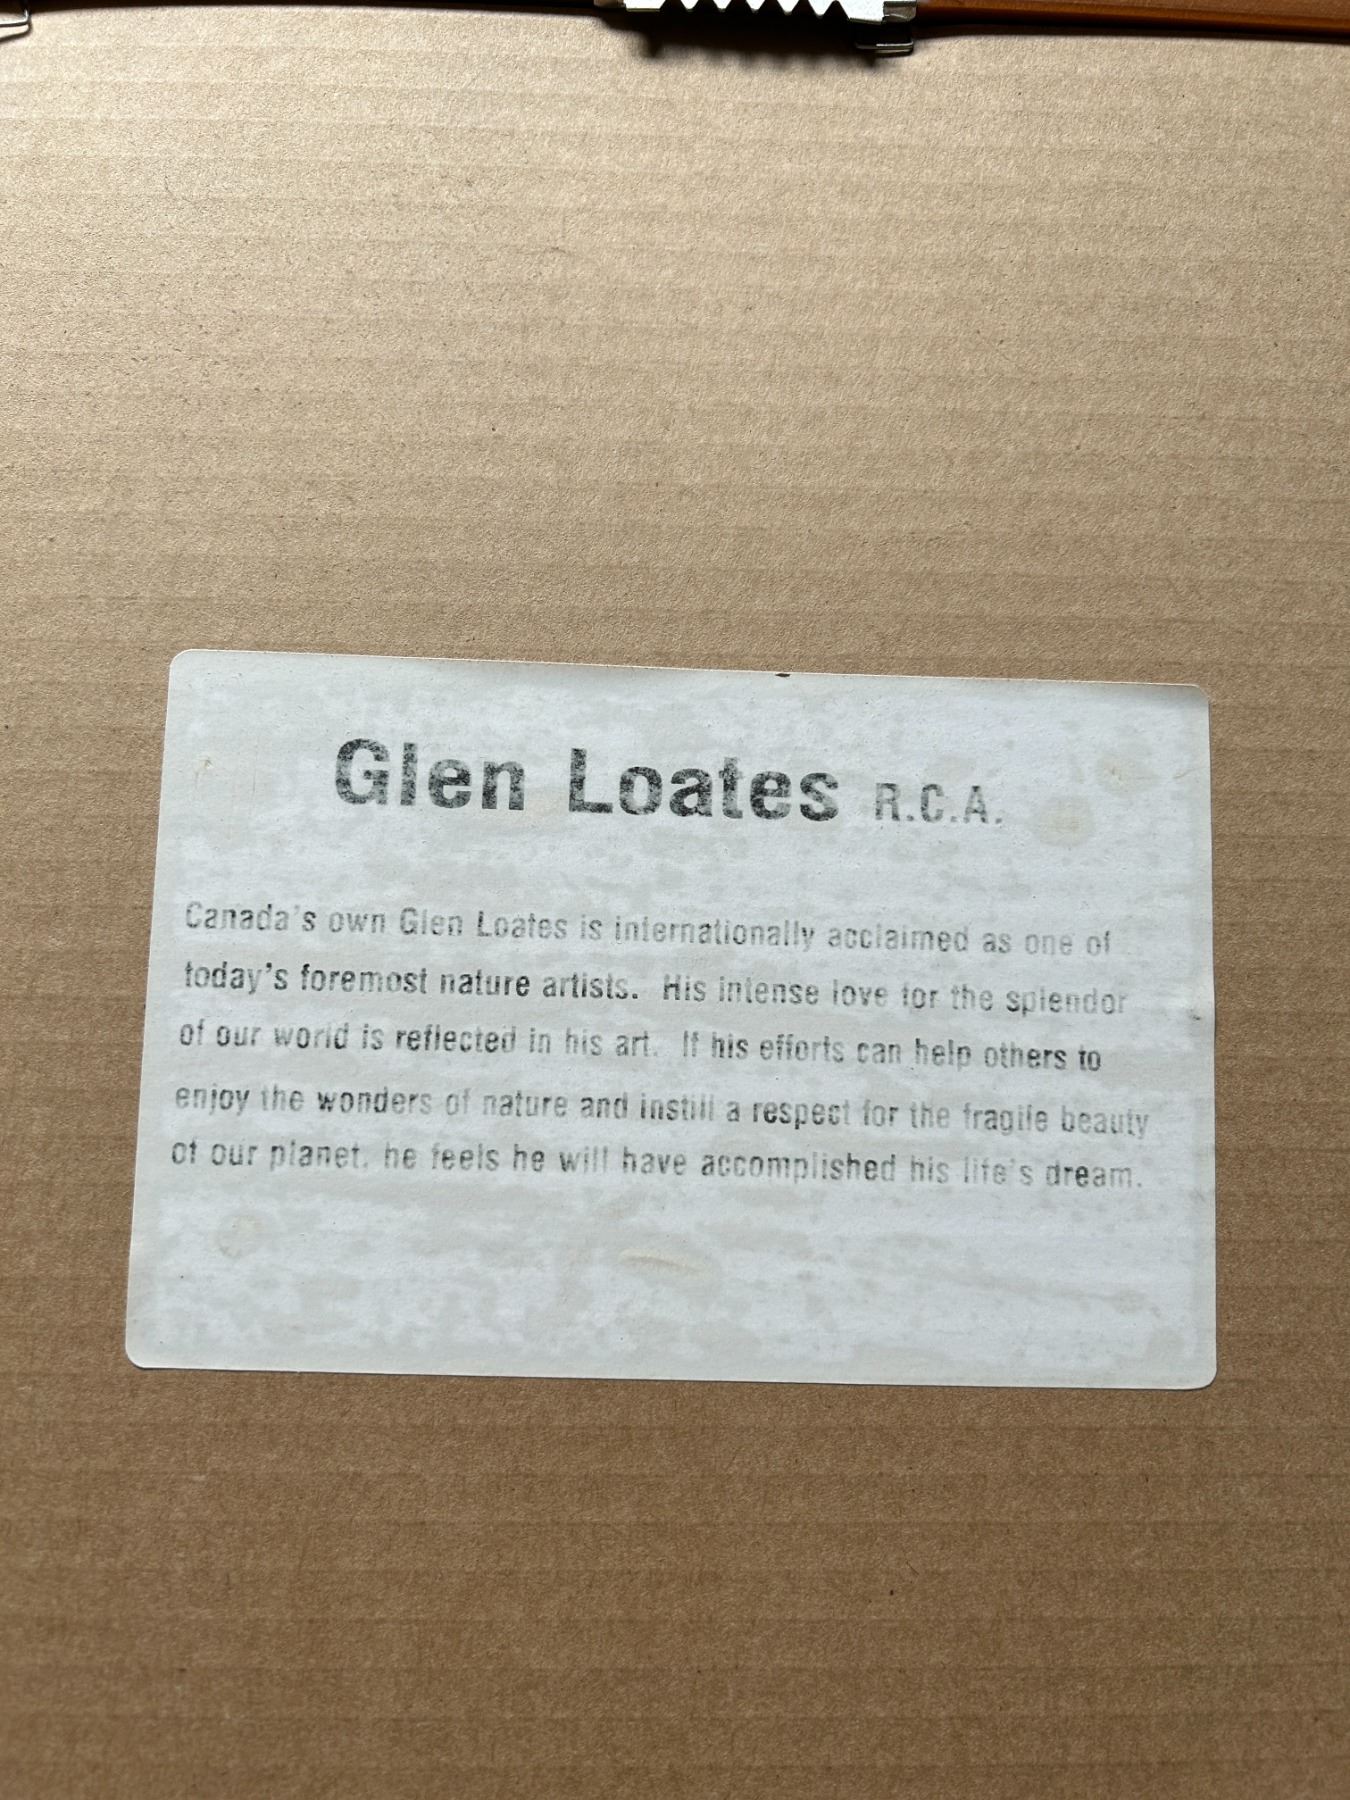 Glen Loates R.C.A.
Canada's own Glen Loates is internationally acclaimed as one of
today's foremost nature artists. His intense love for the splendor
of our world is reflected in his art. If his efforts can help others to
enjoy the wonders of nature and instill a respect for the fragile beauty
of our planet, he feels he will have accomplished his life's dream.